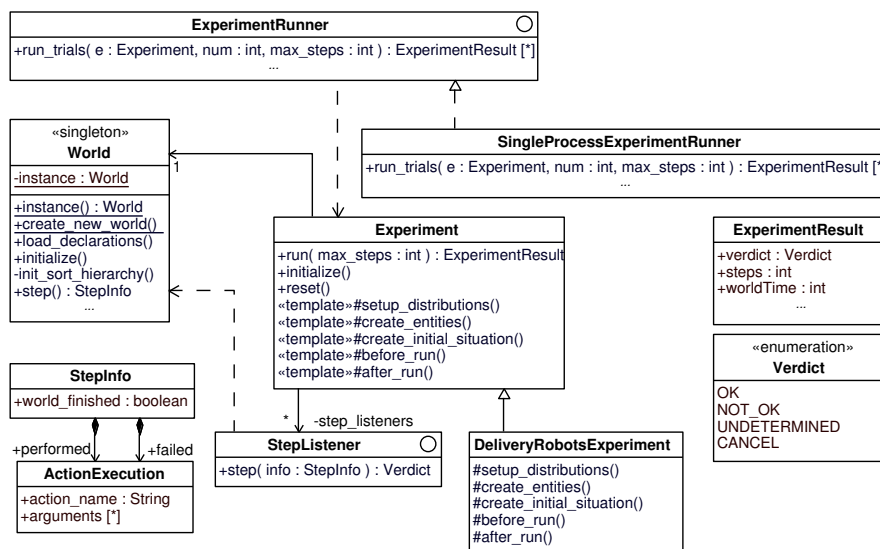 ExperimentRunner
+run_trials( e : Experiment, num : int, max_steps : int ) : ExperimentResult [*]
...
«singleton»
World
-instance : World
+instance() : World
+create_new_world()
+load_declarations()
+initialize()
-init_sort_hierarchy()
+step() : StepInfo
...
1
SingleProcessExperimentRunner
+run_trials( e : Experiment, num : int, max_steps : int ) : ExperimentResult [*
...
Experiment
+run( max_steps : int ) : ExperimentResult
+initialize()
+reset()
«template»#setup_distributions()
«template»#create_entities()
«template»#create_initial_situation()
«template»#before_run()
«template»#after_run()
ExperimentResult
+verdict : Verdict
+steps : int
+worldTime : int
...
«enumeration»
Verdict
OK
NOT_OK
UNDETERMINED
CANCEL
StepInfo
+world_finished : boolean
+performed
+failed
ActionExecution
+action_name : String
+arguments [*]
*
-step_listeners
StepListener
+step( info : StepInfo ) : Verdict
DeliveryRobotsExperiment
#setup_distributions()
#create_entities()
#create_initial_situation()
#before_run()
#after_run()